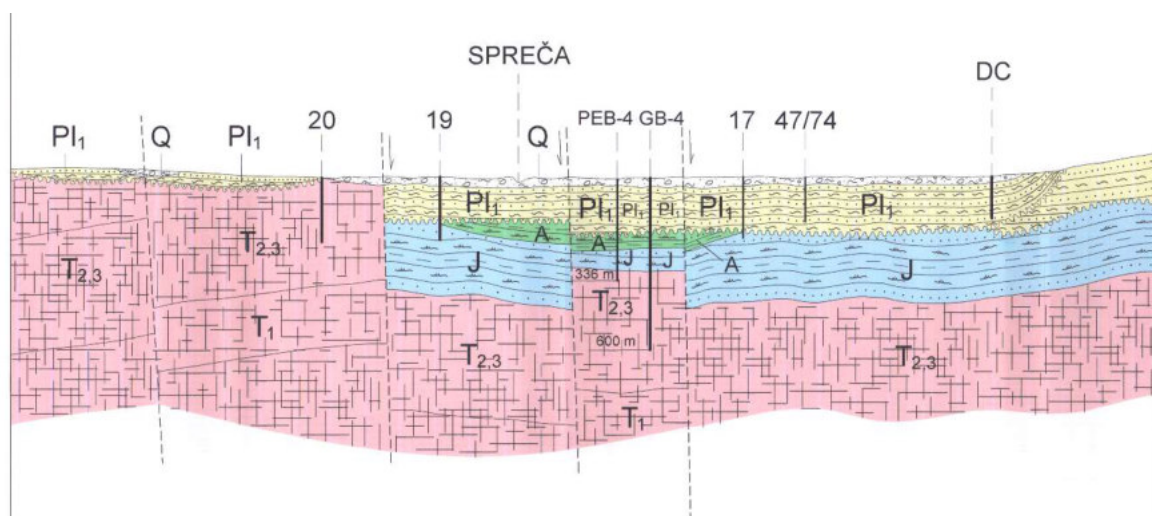 SPREČA
DC
PEB-4 GB-4
Pl₁ Q Pl₁ 20 19 Q 17 47/74
Pl₁ Pl₁ Pl₁ Pl₁ Pl₁ Pl₁
A A
T₂,₃ T₂,₃ J J J A J
336 m
T₂,₃
T₁
600 m
T₂,₃ T₂,₃
T₁